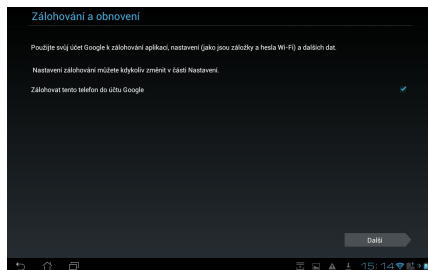 Zálohování a obnovení
Použijte svůj účet Google k zálohování aplikací, nastavení (jako jsou záložky a hesla Wi-Fi) a dalších dat.
Nastavení zálohování můžete kdykoliv změnit v části Nastavení.
Zálohovat tento telefon do účtu Google
Další
15:14